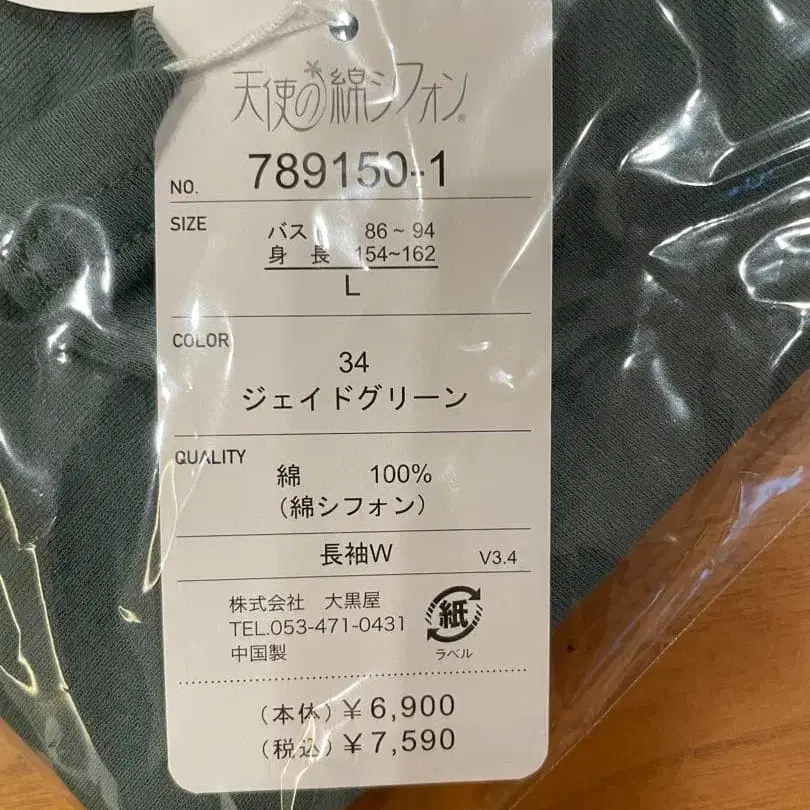 天使の綿シフォン
NO. 789150-1
SIZE
バスト 86~94
身長 154~162
L
COLOR
34
ジェイドグリーン
QUALITY
綿 100%
(綿シフォン)
長袖W V3.4
株式会社 大黒屋
TEL.053-471-0431
中国製
紙
ラベル
(本体)¥6,900
(税込)¥7,590